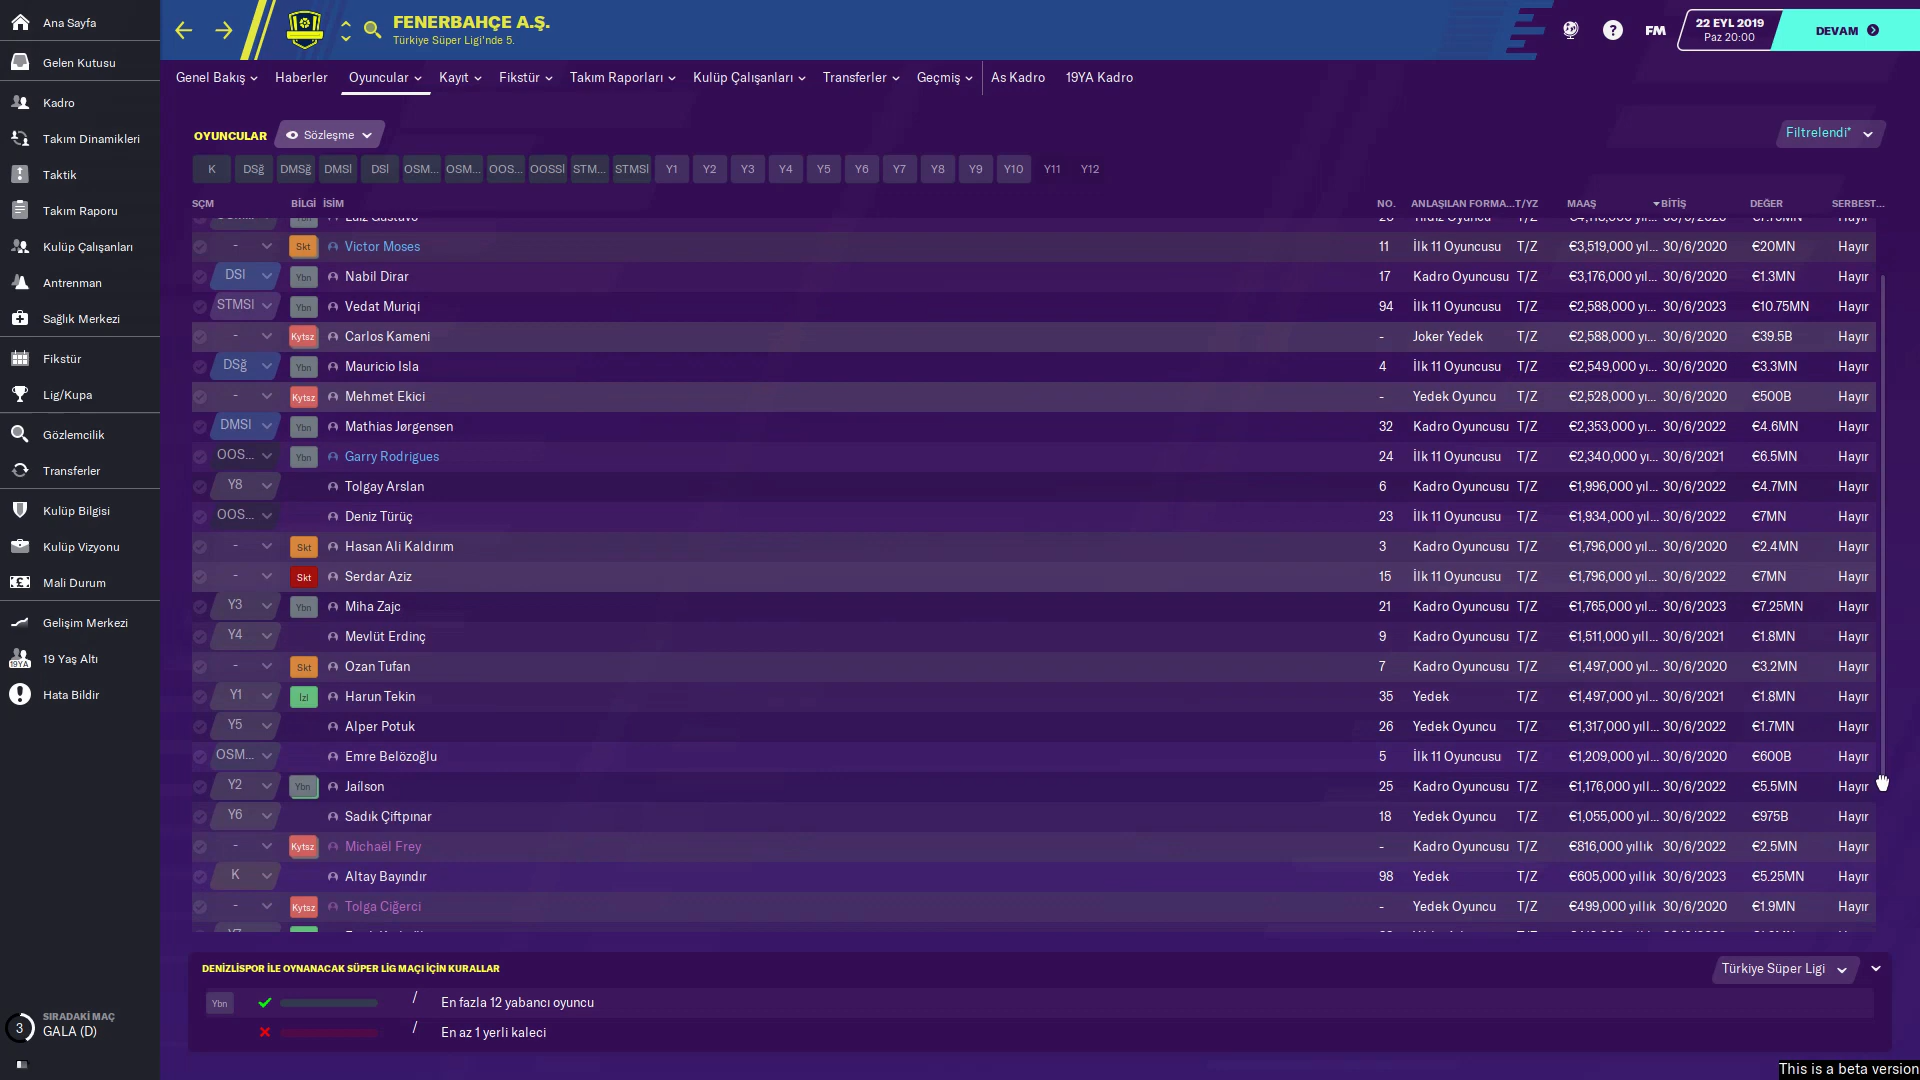 Ana Sayfa
Gelen Kutusu
Kadro
Takım Dinamikleri
Taktik
Takım Raporu
Kulüp Çalışanları
Antrenman
Sağlık Merkezi
Fikstür
Lig/Kupa
Gözlemcilik
Transferler
Kulüp Bilgisi
Kulüp Vizyonu
Mali Durum
Gelişim Merkezi
19YA 19 Yaş Altı
Hata Bildir
3 SIRADAKİ MAÇ
GALA (D)
FENERBAHÇE A.Ş.
Türkiye Süper Ligi'nde 5.
FM
22 EYL 2019
Paz 20:00
DEVAM
Genel Bakış Haberler Oyuncular Kayıt Fikstür Takım Raporları Kulüp Çalışanları Transferler Geçmiş As Kadro 19YA Kadro
OYUNCULAR Sözleşme Filtrelendi*
K DSğ DMSğ DMSl DSl OSM... OSM... OOS... OOSSl STM... STMSl Y1 Y2 Y3 Y4 Y5 Y6 Y7 Y8 Y9 Y10 Y11 Y12
SÇM BİLGİ İSİM NO. ANLAŞILAN FORMA... T/YZ MAAŞ BİTİŞ DEĞER SERBEST...
- Skt Victor Moses 11 İlk 11 Oyuncusu T/Z €3,519,000 yıl... 30/6/2020 €20MN Hayır
DSl Ybn Nabil Dirar 17 Kadro Oyuncusu T/Z €3,176,000 yıl... 30/6/2020 €1.3MN Hayır
STMSl Ybn Vedat Muriqi 94 İlk 11 Oyuncusu T/Z €2,588,000 yı... 30/6/2023 €10.75MN Hayır
- Kytsz Carlos Kameni - Joker Yedek T/Z €2,588,000 yı... 30/6/2020 €39.5B Hayır
DSğ Ybn Mauricio Isla 4 İlk 11 Oyuncusu T/Z €2,549,000 yı... 30/6/2020 €3.3MN Hayır
- Kytsz Mehmet Ekici - Yedek Oyuncu T/Z €2,528,000 yı... 30/6/2020 €500B Hayır
DMSl Ybn Mathias Jørgensen 32 Kadro Oyuncusu T/Z €2,353,000 yı... 30/6/2022 €4.6MN Hayır
OOS... Ybn Garry Rodrigues 24 İlk 11 Oyuncusu T/Z €2,340,000 yı... 30/6/2021 €6.5MN Hayır
Y8 Tolgay Arslan 6 Kadro Oyuncusu T/Z €1,996,000 yıl... 30/6/2022 €4.7MN Hayır
OOS... Deniz Türüç 23 İlk 11 Oyuncusu T/Z €1,934,000 yıl... 30/6/2022 €7MN Hayır
- Skt Hasan Ali Kaldırım 3 Kadro Oyuncusu T/Z €1,796,000 yıl... 30/6/2020 €2.4MN Hayır
- Skt Serdar Aziz 15 İlk 11 Oyuncusu T/Z €1,796,000 yıl... 30/6/2022 €7MN Hayır
Y3 Ybn Miha Zajc 21 Kadro Oyuncusu T/Z €1,765,000 yıl... 30/6/2023 €7.25MN Hayır
Y4 Mevlüt Erdinç 9 Kadro Oyuncusu T/Z €1,511,000 yıll... 30/6/2021 €1.8MN Hayır
- Skt Ozan Tufan 7 Kadro Oyuncusu T/Z €1,497,000 yıl... 30/6/2020 €3.2MN Hayır
Y1 İzl Harun Tekin 35 Yedek T/Z €1,497,000 yıl... 30/6/2021 €1.8MN Hayır
Y5 Alper Potuk 26 Yedek Oyuncu T/Z €1,317,000 yıll... 30/6/2022 €1.7MN Hayır
OSM... Emre Belözoğlu 5 İlk 11 Oyuncusu T/Z €1,209,000 yıl... 30/6/2020 €600B Hayır
Y2 Ybn Jaílson 25 Kadro Oyuncusu T/Z €1,176,000 yıll... 30/6/2022 €5.5MN Hayır
Y6 Sadık Çiftpınar 18 Yedek Oyuncu T/Z €1,055,000 yıll... 30/6/2022 €975B Hayır
- Kytsz Michaël Frey - Kadro Oyuncusu T/Z €816,000 yıllık 30/6/2022 €2.5MN Hayır
K Altay Bayındır 98 Yedek T/Z €605,000 yıllık 30/6/2023 €5.25MN Hayır
- Kytsz Tolga Ciğerci - Yedek Oyuncu T/Z €499,000 yıllık 30/6/2020 €1.9MN Hayır
DENİZLİSPOR İLE OYNANACAK SÜPER LİG MAÇI İÇİN KURALLAR Türkiye Süper Ligi
Ybn / En fazla 12 yabancı oyuncu
/ En az 1 yerli kaleci
This is a beta version